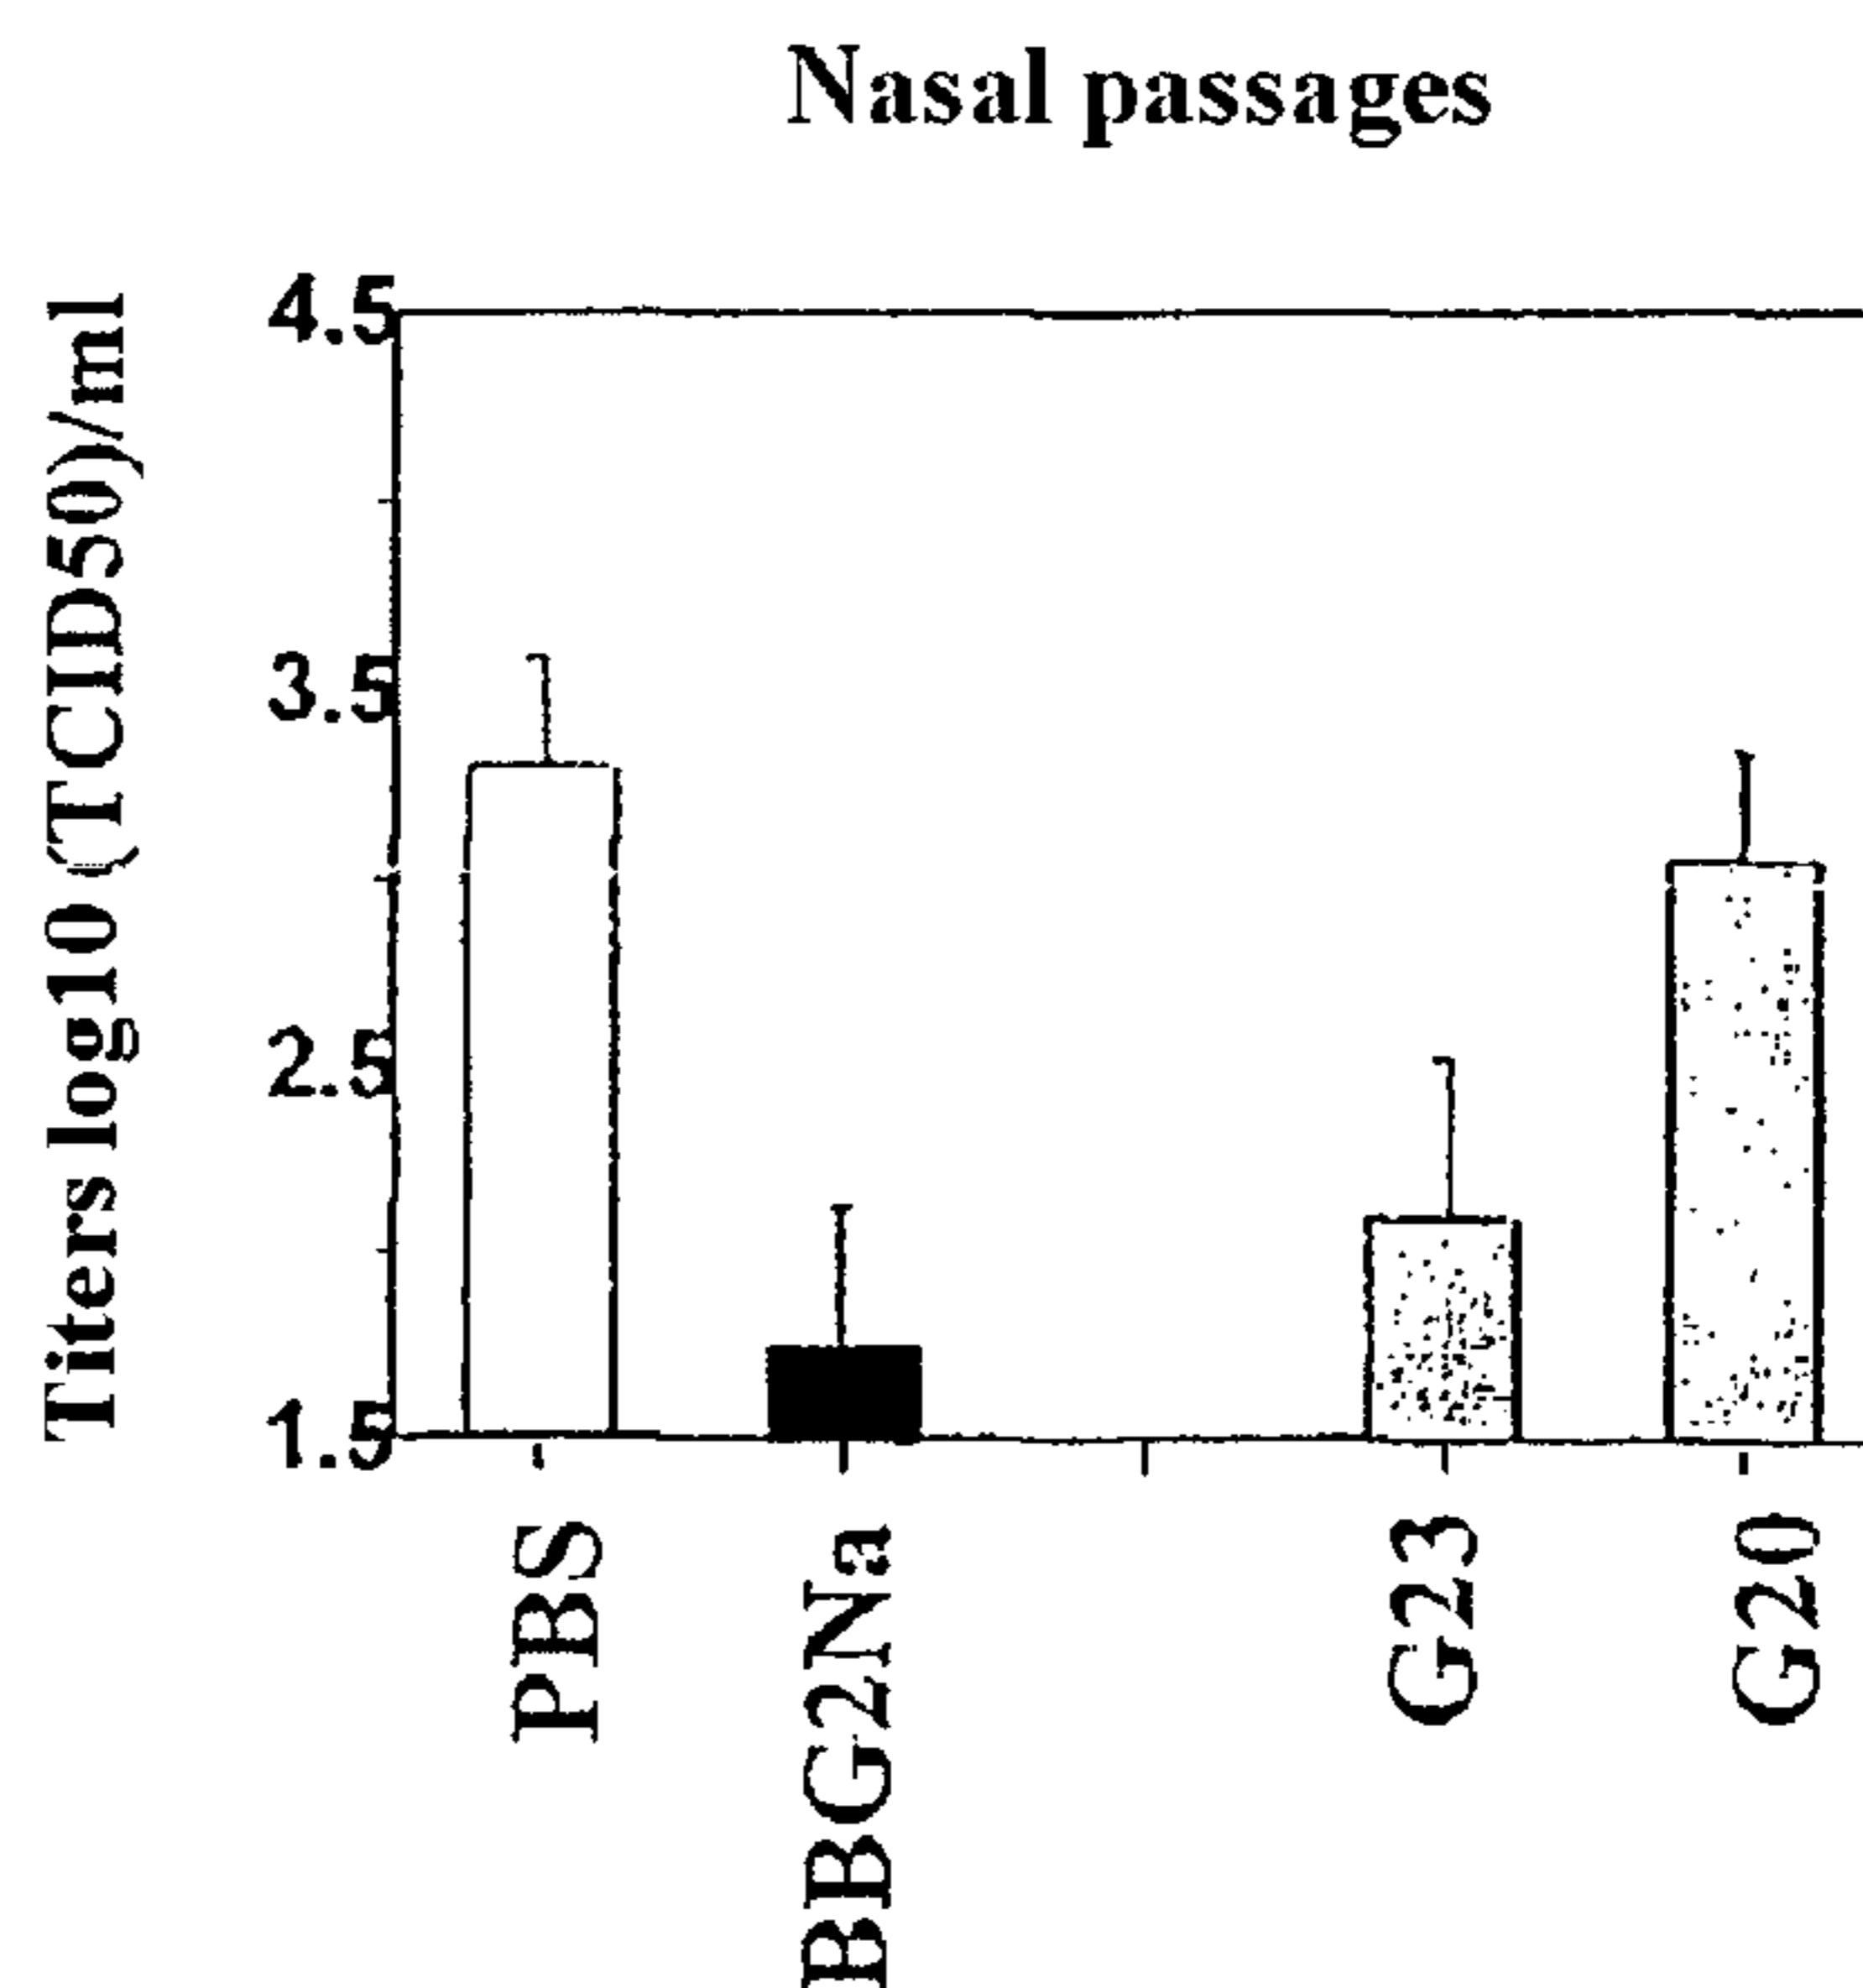 Nasal passages
Titers log10 (TCID50)/ml
4.5
3.5
2.5
1.5
PBS
BBG2Na
G23
G20